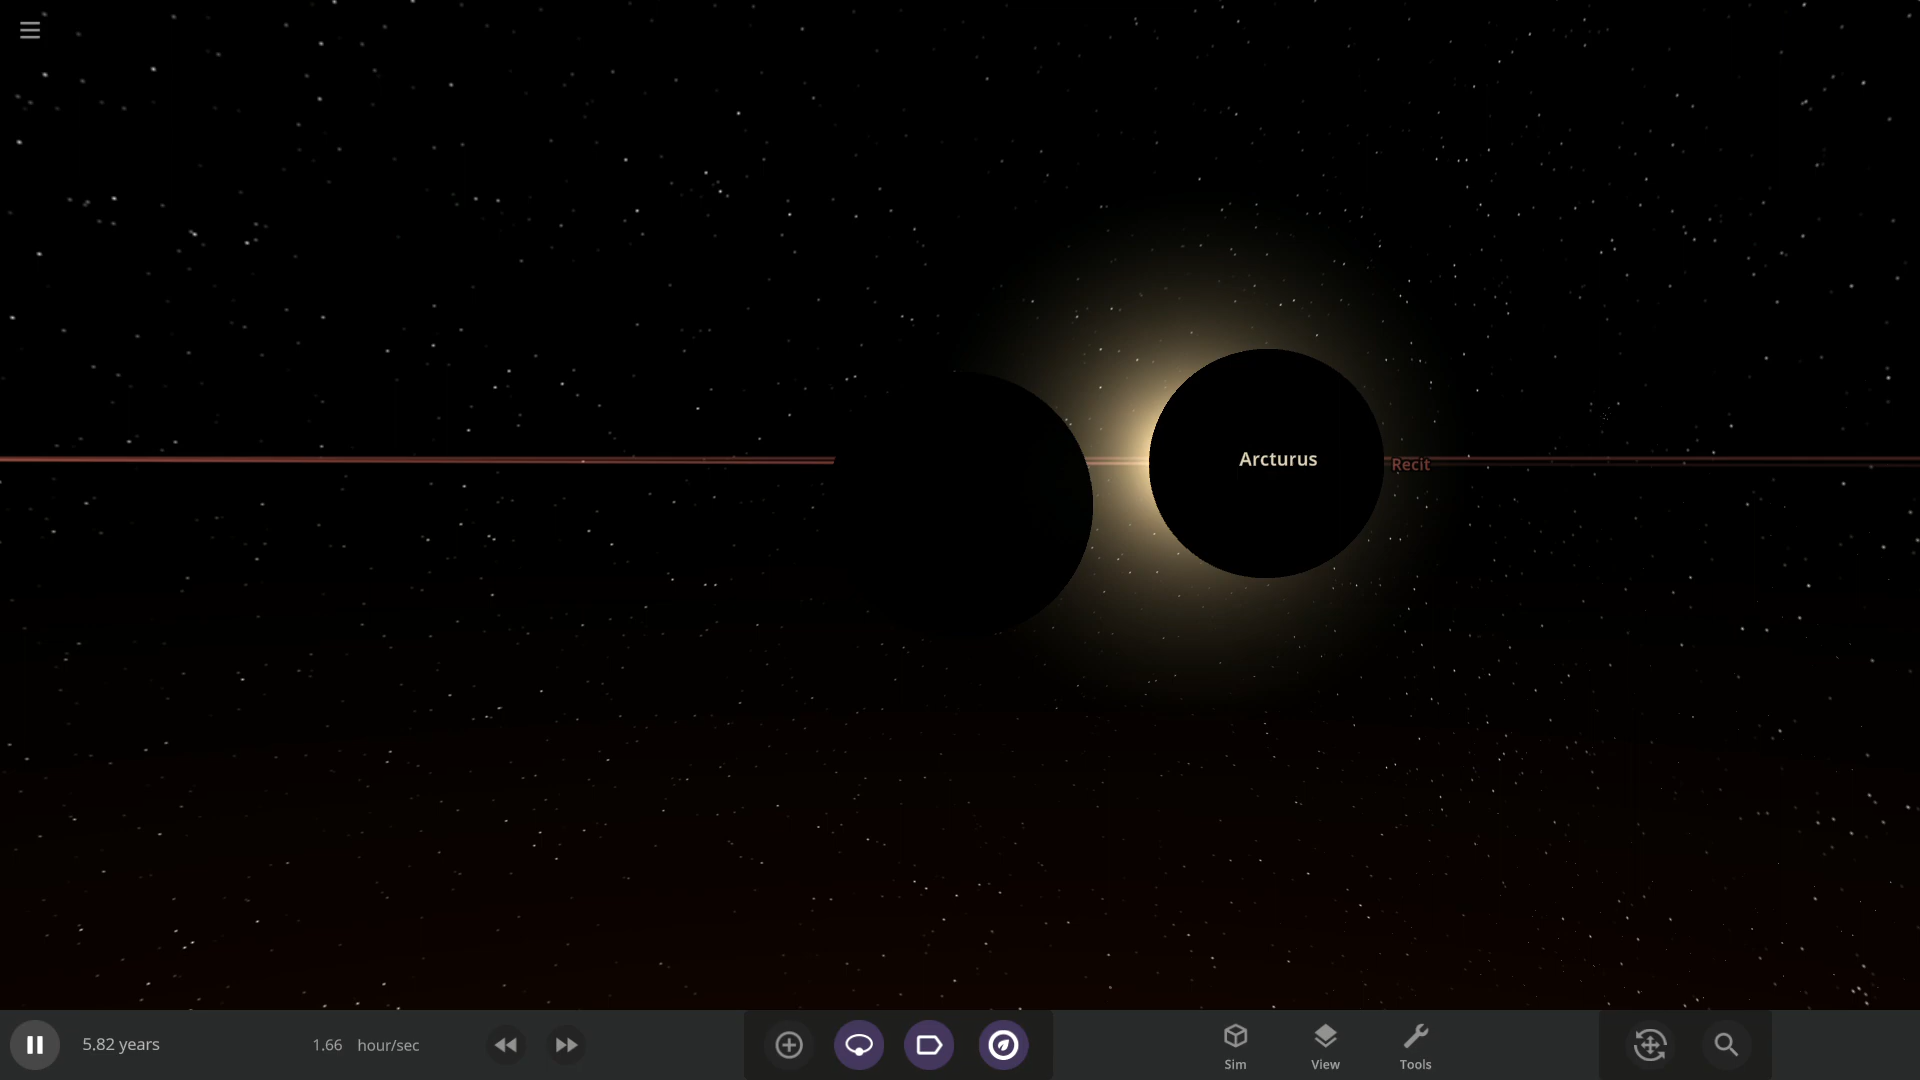 Arcturus
Recit
5.82 years
1.66 hour/sec
Sim
View
Tools